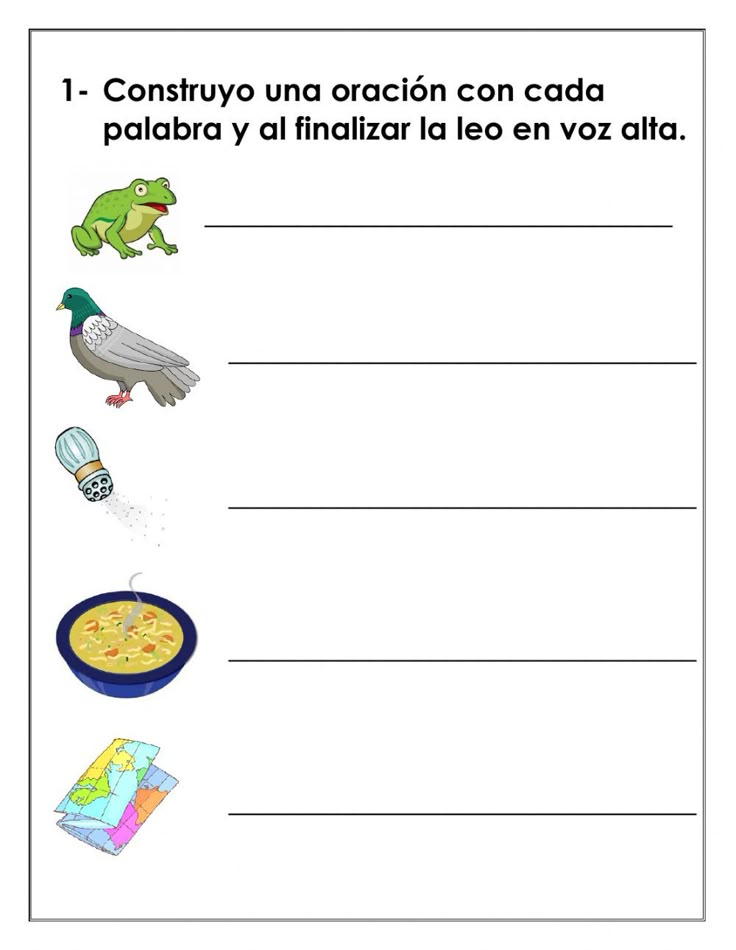 1- Construyo una oración con cada
palabra y al finalizar la leo en voz alta.